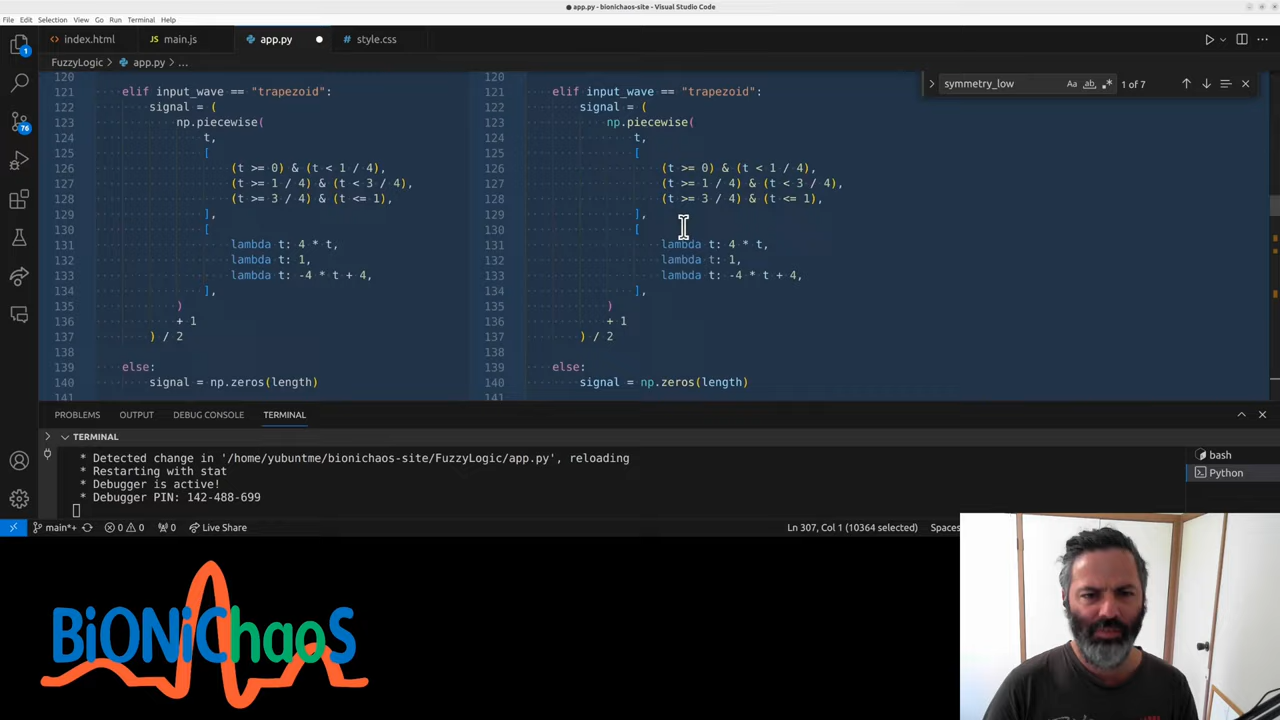 ● app.py - bionichaos-site - Visual Studio Code
File Edit Selection View Go Run Terminal Help
index.html main.js app.py ● style.css
FuzzyLogic > app.py > ...
symmetry_low Aa ab .* 1 of 7
120 120
121 elif input_wave == "trapezoid": 121 elif input_wave == "trapezoid":
122 signal = ( 122 signal = (
123 np.piecewise( 123 np.piecewise(
124 t, 124 t,
125 [ 125 [
126 (t >= 0) & (t < 1 / 4), 126 (t >= 0) & (t < 1 / 4),
127 (t >= 1 / 4) & (t < 3 / 4), 127 (t >= 1 / 4) & (t < 3 / 4),
128 (t >= 3 / 4) & (t <= 1), 128 (t >= 3 / 4) & (t <= 1),
129 ], 129 ],
130 [ 130 [
131 lambda t: 4 * t, 131 lambda t: 4 * t,
132 lambda t: 1, 132 lambda t: 1,
133 lambda t: -4 * t + 4, 133 lambda t: -4 * t + 4,
134 ], 134 ],
135 ) 135 )
136 + 1 136 + 1
137 ) / 2 137 ) / 2
138 138
139 else: 139 else:
140 signal = np.zeros(length) 140 signal = np.zeros(length)
141 141
PROBLEMS OUTPUT DEBUG CONSOLE TERMINAL
TERMINAL
* Detected change in '/home/yubuntme/bionichaos-site/FuzzyLogic/app.py', reloading
* Restarting with stat
* Debugger is active!
* Debugger PIN: 142-488-699
bash
Python
1
76
main*+ 0 0 0 Live Share Ln 307, Col 1 (10364 selected) Spaces
BiONiChaoS